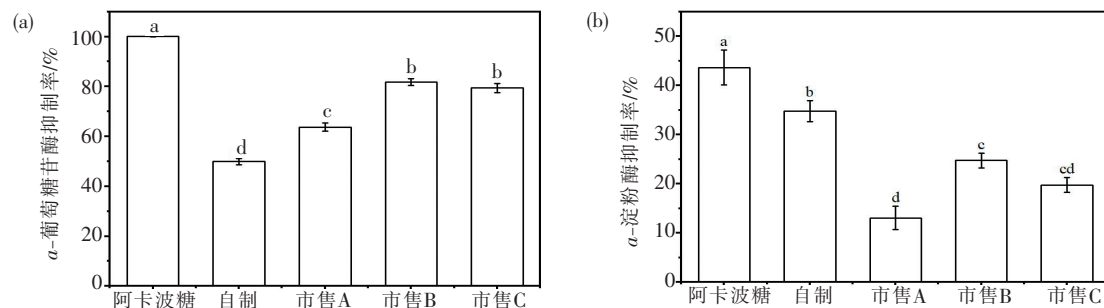 (a)
a-葡萄糖苷酶抑制率/%
100
80
60
40
20
0
a
d
c
b
b
阿卡波糖 自制 市售A 市售B 市售C
(b)
a-淀粉酶抑制率/%
50
40
30
20
10
0
a
b
d
c
cd
阿卡波糖 自制 市售A 市售B 市售C